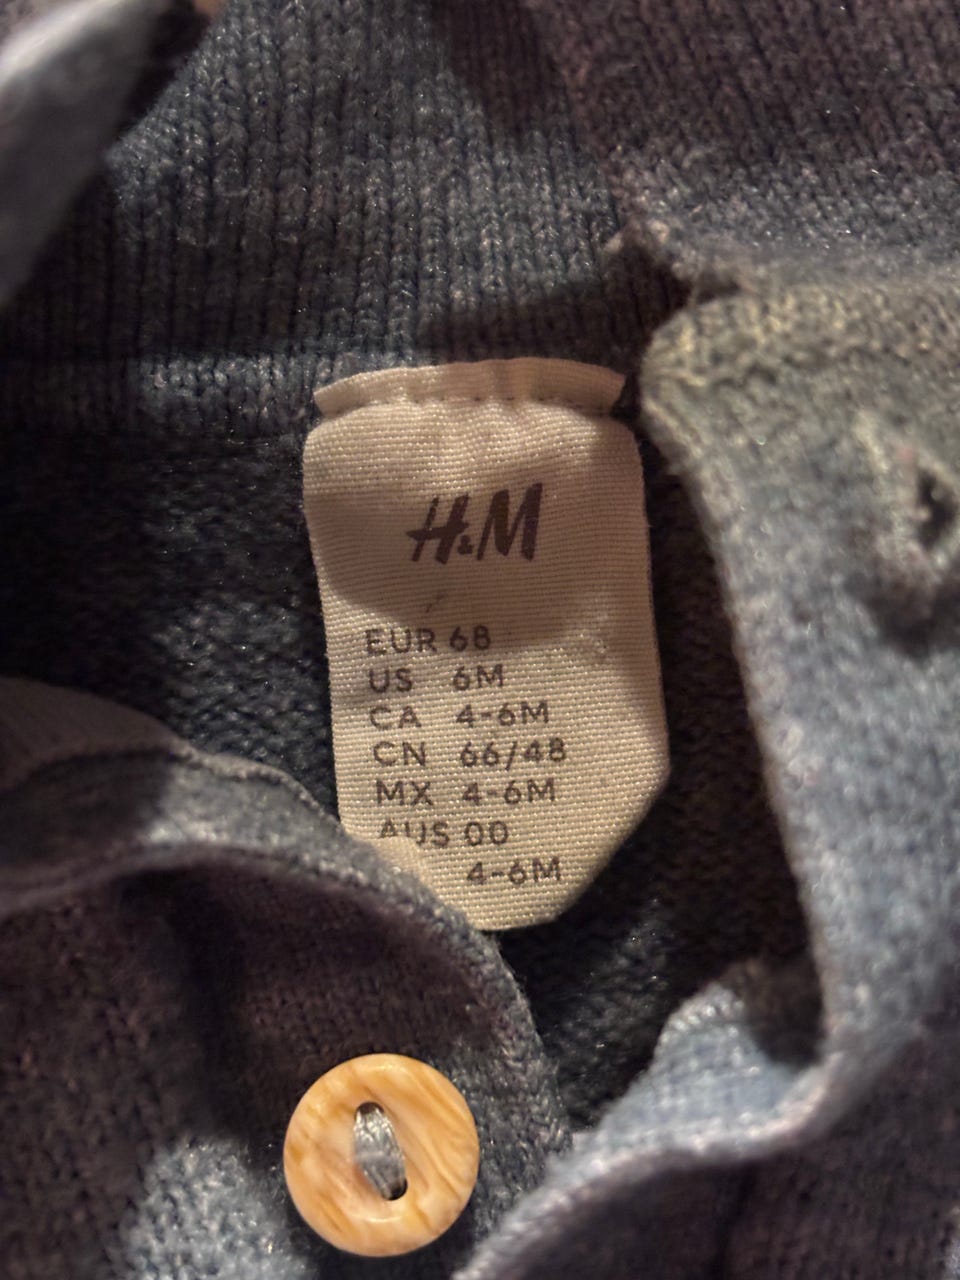 H&M
EUR 68
US 6M
CA 4-6M
CN 66/48
MX 4-6M
AUS 00
4-6M